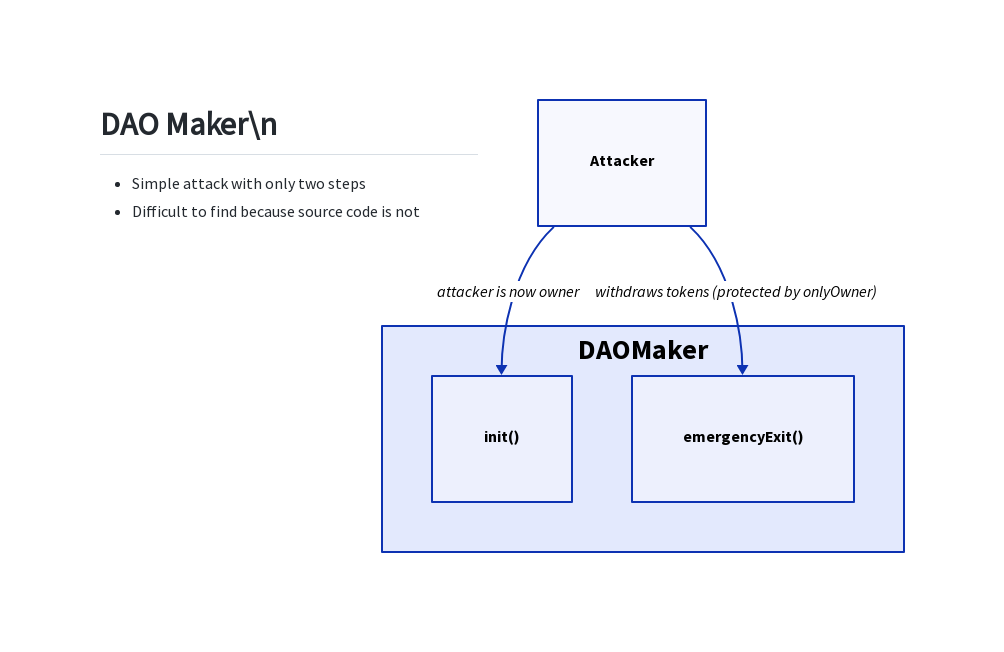 DAO Maker\n
Simple attack with only two steps
Difficult to find because source code is not
Attacker
attacker is now owner
withdraws tokens (protected by onlyOwner)
DAOMaker
init()
emergencyExit()